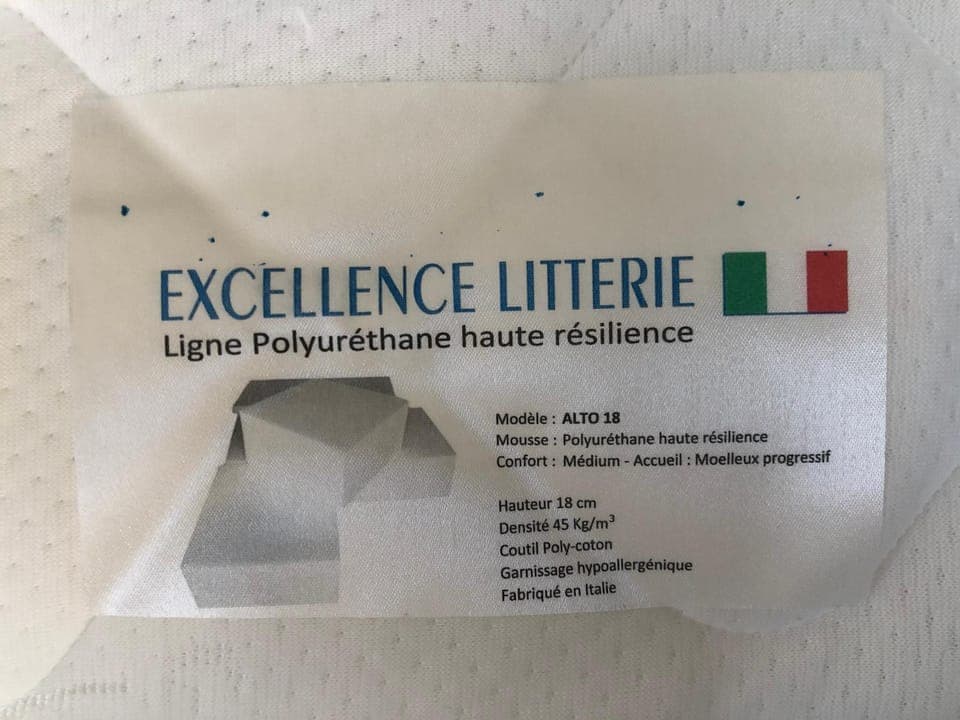 EXCELLENCE LITTERIE
Ligne Polyuréthane haute résilience
Modèle : ALTO 18
Mousse : Polyuréthane haute résilience
Confort : Médium - Accueil : Moelleux progressif
Hauteur 18 cm
Densité 45 Kg/m³
Coutil Poly-coton
Garnissage hypoallergénique
Fabriqué en Italie